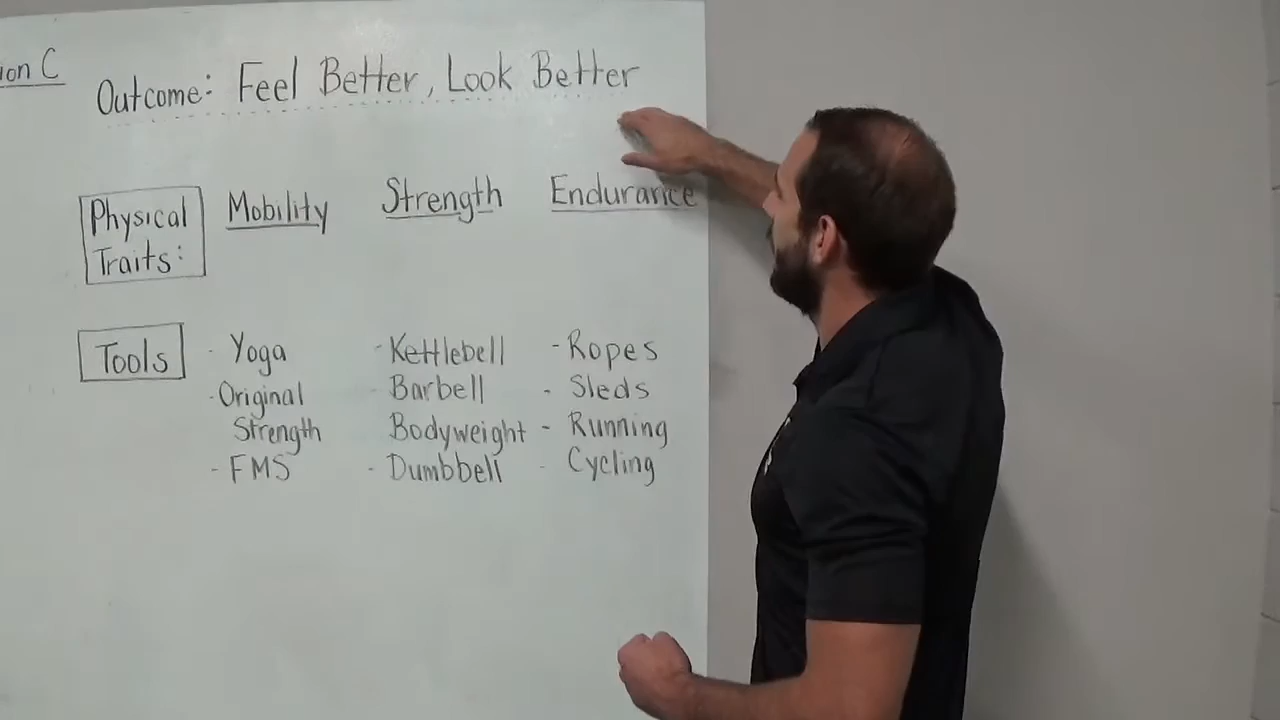 ion C
Outcome: Feel Better, Look Better
Physical Traits:
Mobility
Strength
Endurance
Tools
- Yoga
- Original
Strength
- FMS
- Kettlebell
- Barbell
Bodyweight
- Dumbbell
- Ropes
- Sleds
- Running
- Cycling